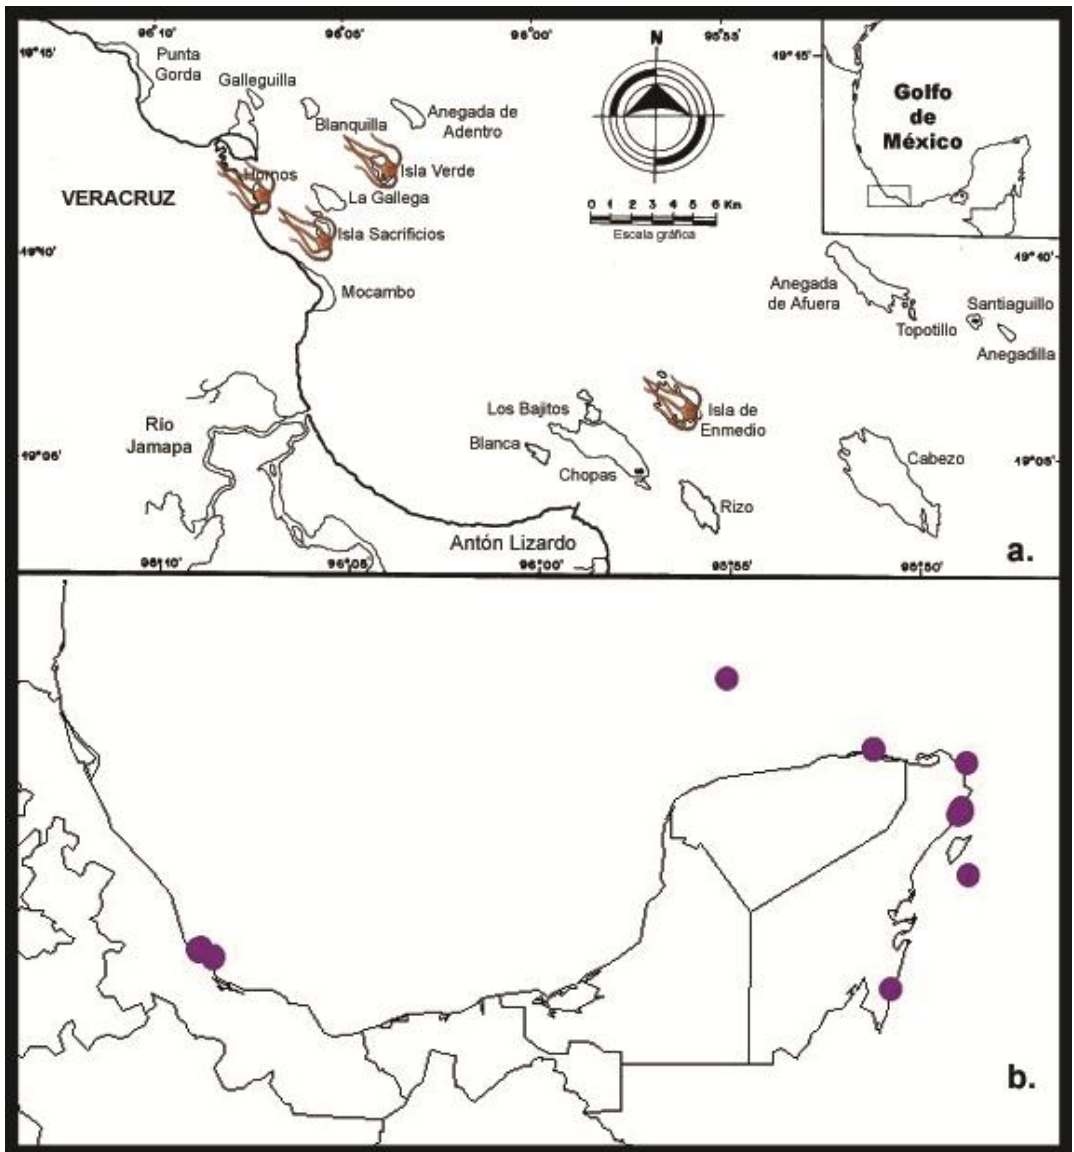 96°10'
96°05'
96°00'
95°55'
19°15'
19°15'
Punta
Gorda
Galleguilla
Blanquilla
Anegada de
Adentro
N
Golfo
de
México
Hornos
Isla Verde
VERACRUZ
La Gallega
Isla Sacrificios
0 1 2 3 4 5 6 Km
Escala gráfica
19°10'
19°10'
Mocambo
Anegada
de Afuera
Topotillo
Santiaguillo
Anegadilla
Río
Jamapa
Los Bajitos
Isla de
Enmedio
Blanca
Chopas
Cabezo
19°05'
19°05'
Rizo
Antón Lizardo
a.
96°10'
96°05'
96°00'
95°55'
95°50'
b.